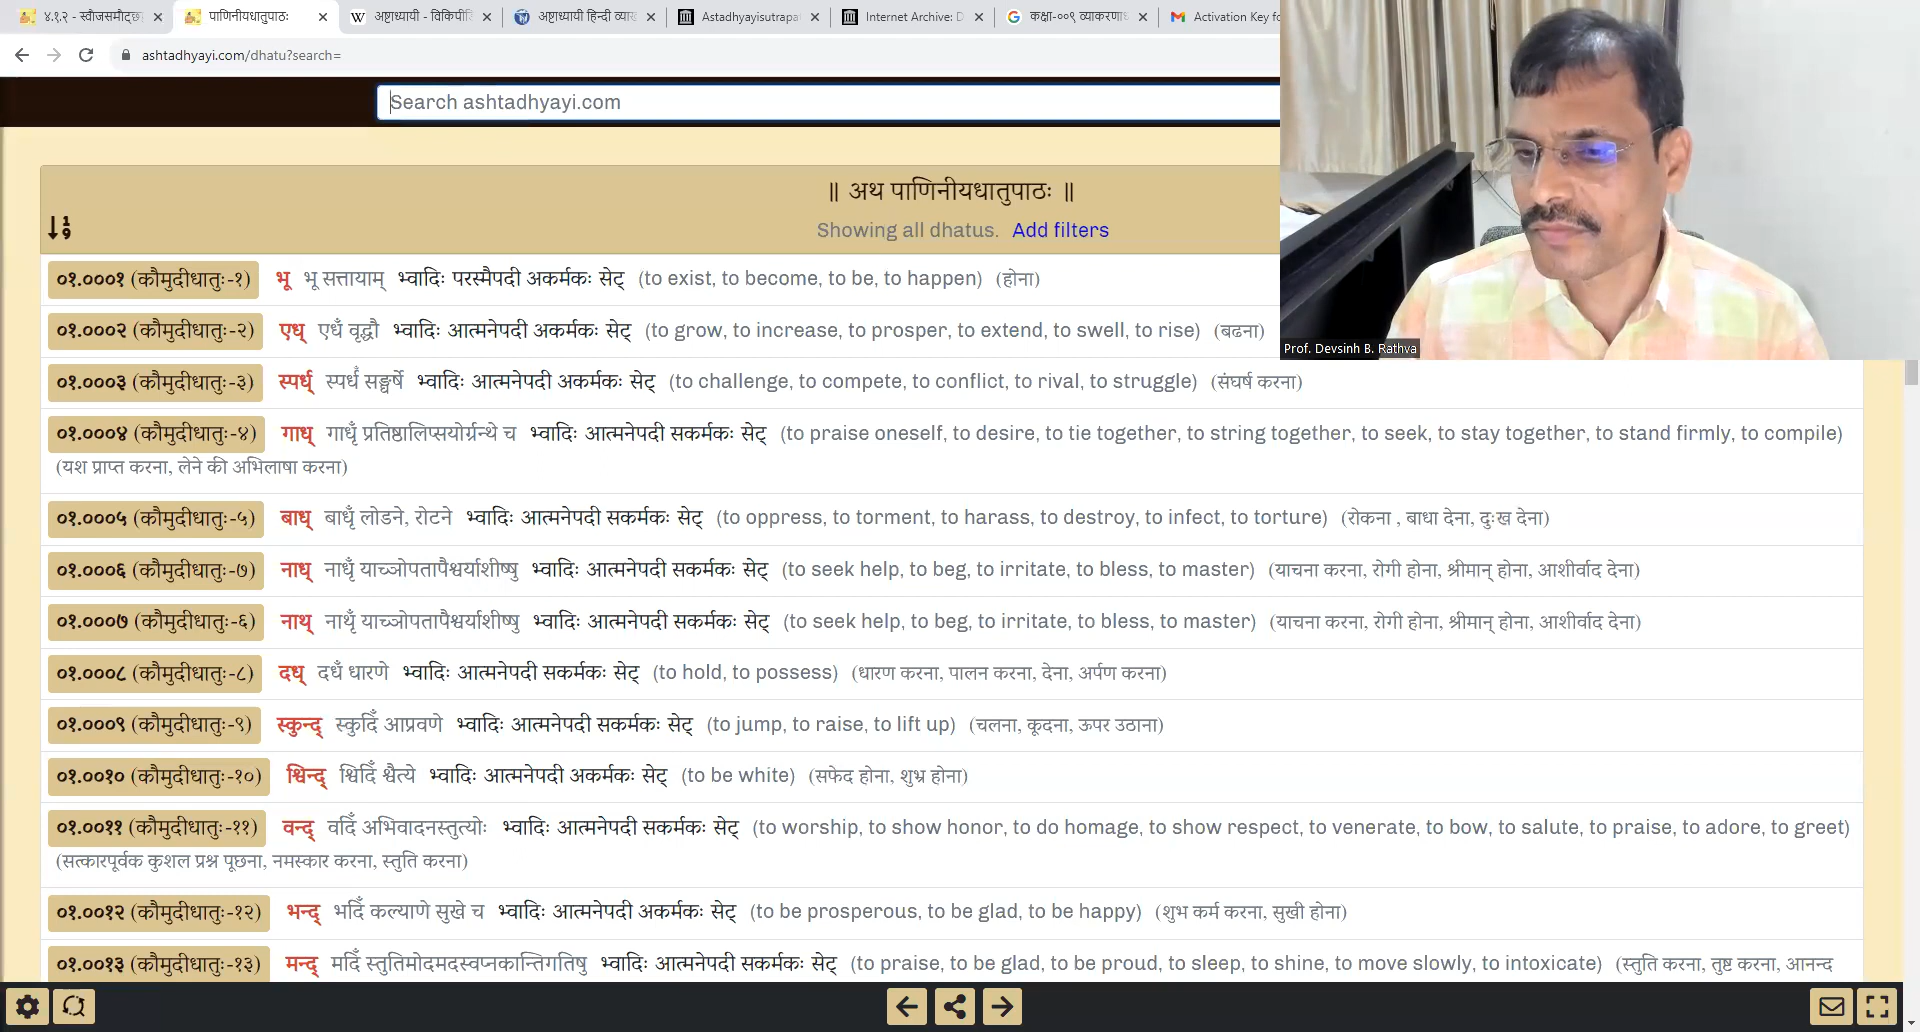 ४.१.२ - स्वौजसमौट्छ
पाणिनीयधातुपाठः
अष्टाध्यायी - विकिपीडि
अष्टाध्यायी हिन्दी व्याख
Astadhyayisutrapat
Internet Archive: D
कक्षा-००९ व्याकरणाध
Activation Key fo
ashtadhyayi.com/dhatu?search=
Search ashtadhyayi.com
॥ अथ पाणिनीयधातुपाठः ॥
Showing all dhatus. Add filters
०१.०००१ (कौमुदीधातुः-१) भू भू सत्तायाम् भ्वादिः परस्मैपदी अकर्मकः सेट् (to exist, to become, to be, to happen) (होना)
०१.०००२ (कौमुदीधातुः-२) एध् एधँ वृद्धौ भ्वादिः आत्मनेपदी अकर्मकः सेट् (to grow, to increase, to prosper, to extend, to swell, to rise) (बढना)
Prof. Devsinh B. Rathva
०१.०००३ (कौमुदीधातुः-३) स्पर्ध् स्पर्धँ सङ्घर्षे भ्वादिः आत्मनेपदी अकर्मकः सेट् (to challenge, to compete, to conflict, to rival, to struggle) (संघर्ष करना)
०१.०००४ (कौमुदीधातुः-४) गाध् गाधृँ प्रतिष्ठालिप्सयोर्ग्रन्थे च भ्वादिः आत्मनेपदी सकर्मकः सेट् (to praise oneself, to desire, to tie together, to string together, to seek, to stay together, to stand firmly, to compile)
(यश प्राप्त करना, लेने की अभिलाषा करना)
०१.०००५ (कौमुदीधातुः-५) बाध् बाधृँ लोडने, रोटने भ्वादिः आत्मनेपदी सकर्मकः सेट् (to oppress, to torment, to harass, to destroy, to infect, to torture) (रोकना , बाधा देना, दुःख देना)
०१.०००६ (कौमुदीधातुः-७) नाध् नाधृँ याच्ञोपतापैश्वर्याशीष्षु भ्वादिः आत्मनेपदी सकर्मकः सेट् (to seek help, to beg, to irritate, to bless, to master) (याचना करना, रोगी होना, श्रीमान् होना, आशीर्वाद देना)
०१.०००७ (कौमुदीधातुः-६) नाथ् नाथृँ याच्ञोपतापैश्वर्याशीष्षु भ्वादिः आत्मनेपदी सकर्मकः सेट् (to seek help, to beg, to irritate, to bless, to master) (याचना करना, रोगी होना, श्रीमान् होना, आशीर्वाद देना)
०१.०००८ (कौमुदीधातुः-८) दध् दधँ धारणे भ्वादिः आत्मनेपदी सकर्मकः सेट् (to hold, to possess) (धारण करना, पालन करना, देना, अर्पण करना)
०१.०००९ (कौमुदीधातुः-९) स्कुन्द् स्कुदिँ आप्रवणे भ्वादिः आत्मनेपदी सकर्मकः सेट् (to jump, to raise, to lift up) (चलना, कूदना, ऊपर उठाना)
०१.००१० (कौमुदीधातुः-१०) श्विन्द् श्विदिँ श्वैत्ये भ्वादिः आत्मनेपदी अकर्मकः सेट् (to be white) (सफेद होना, शुभ्र होना)
०१.००११ (कौमुदीधातुः-११) वन्द् वदिँ अभिवादनस्तुत्योः भ्वादिः आत्मनेपदी सकर्मकः सेट् (to worship, to show honor, to do homage, to show respect, to venerate, to bow, to salute, to praise, to adore, to greet)
(सत्कारपूर्वक कुशल प्रश्न पूछना, नमस्कार करना, स्तुति करना)
०१.००१२ (कौमुदीधातुः-१२) भन्द् भदिँ कल्याणे सुखे च भ्वादिः आत्मनेपदी अकर्मकः सेट् (to be prosperous, to be glad, to be happy) (शुभ कर्म करना, सुखी होना)
०१.००१३ (कौमुदीधातुः-१३) मन्द् मदिँ स्तुतिमोदमदस्वप्नकान्तिगतिषु भ्वादिः आत्मनेपदी सकर्मकः सेट् (to praise, to be glad, to be proud, to sleep, to shine, to move slowly, to intoxicate) (स्तुति करना, तुष्ट करना, आनन्द